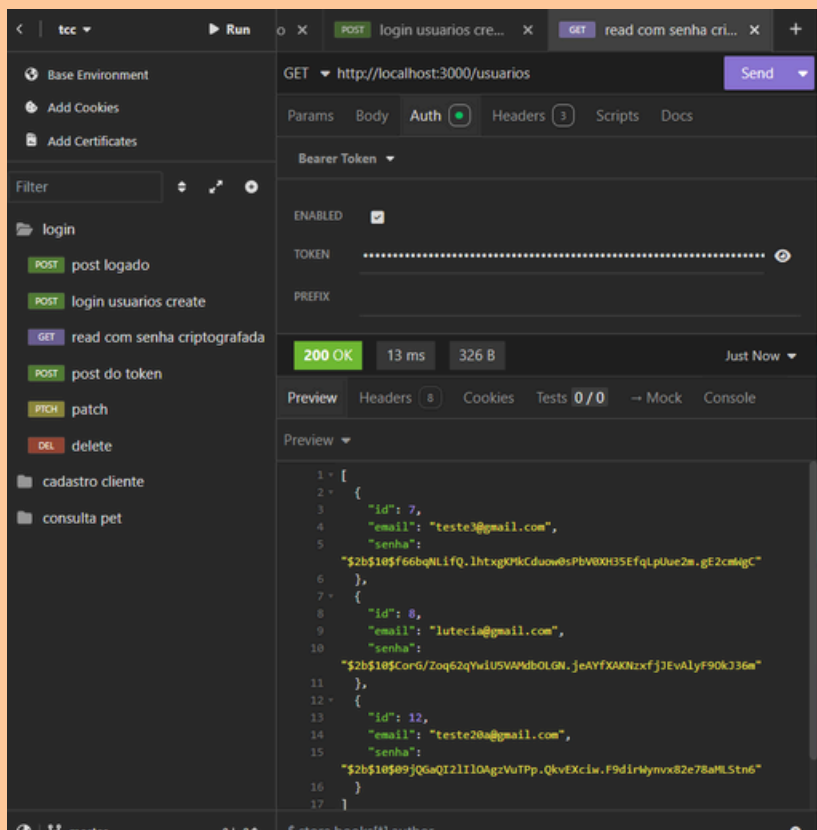 tcc
Run
Base Environment
Add Cookies
Add Certificates
Filter
login
POST post logado
POST login usuarios create
GET read com senha criptografada
POST post do token
PTCH patch
DEL delete
cadastro cliente
consulta pet
POST login usuarios cre...
GET read com senha cri...
GET http://localhost:3000/usuarios
Send
Params Body Auth Headers 3 Scripts Docs
Bearer Token
ENABLED
TOKEN
PREFIX
200 OK 13 ms 326 B Just Now
Preview Headers 8 Cookies Tests 0 / 0 → Mock Console
Preview
1 [
2 {
3 "id": 7,
4 "email": "teste3@gmail.com",
5 "senha":
"$2b$10$f66bqNLifQ.lhtxgKMkCduow0sPbV0XH35EfqLpUue2m.gE2cmWgC"
6 },
7 {
8 "id": 8,
9 "email": "lutecia@gmail.com",
10 "senha":
"$2b$10$CorG/Zoq62qYwiU5VAMdbOLGN.jeAYfXAKNzxfjJEvAlyF9OkJ36m"
11 },
12 {
13 "id": 12,
14 "email": "teste20a@gmail.com",
15 "senha":
"$2b$10$09jQGaQI2lIlOAgzVuTPp.QkvEXciw.F9dirWynvx82e78aMLStn6"
16 }
17 ]